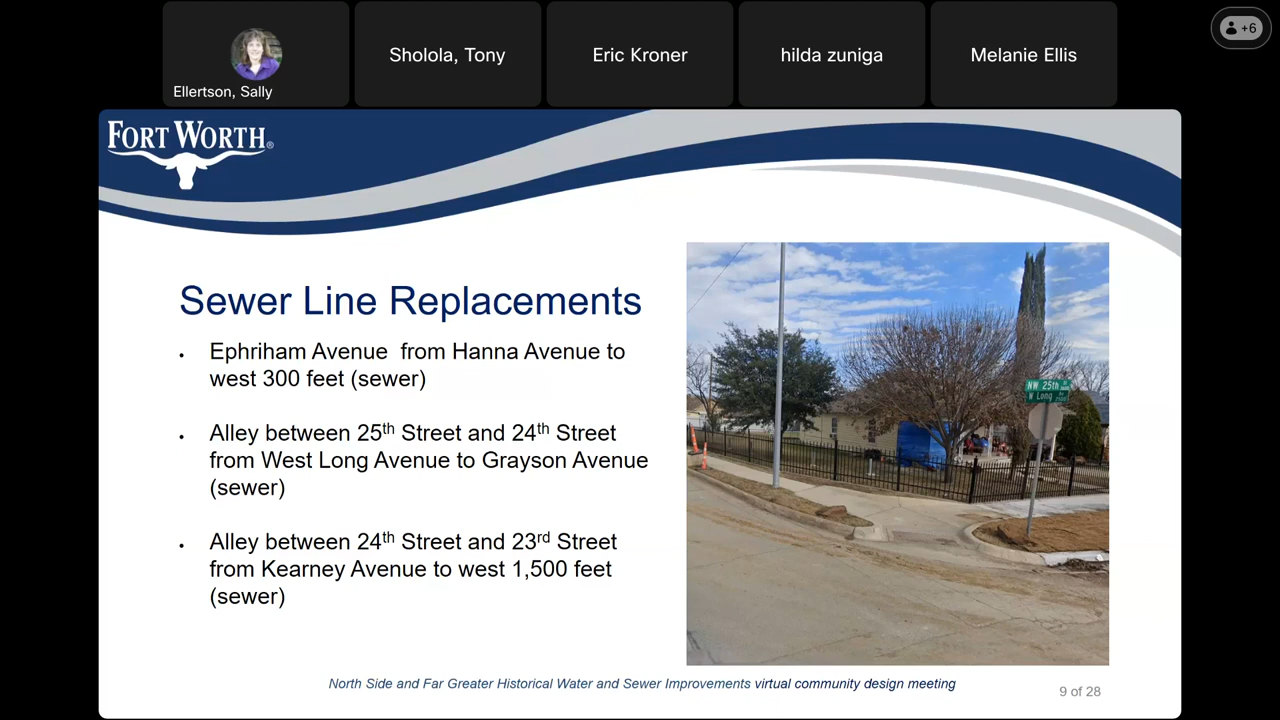 Ellertson, Sally
Sholola, Tony
Eric Kroner
hilda zuniga
Melanie Ellis
+6
FORT WORTH®
Sewer Line Replacements
• Ephriham Avenue from Hanna Avenue to
west 300 feet (sewer)
• Alley between 25th Street and 24th Street
from West Long Avenue to Grayson Avenue
(sewer)
• Alley between 24th Street and 23rd Street
from Kearney Avenue to west 1,500 feet
(sewer)
NW 25th
W Long
North Side and Far Greater Historical Water and Sewer Improvements virtual community design meeting
9 of 28